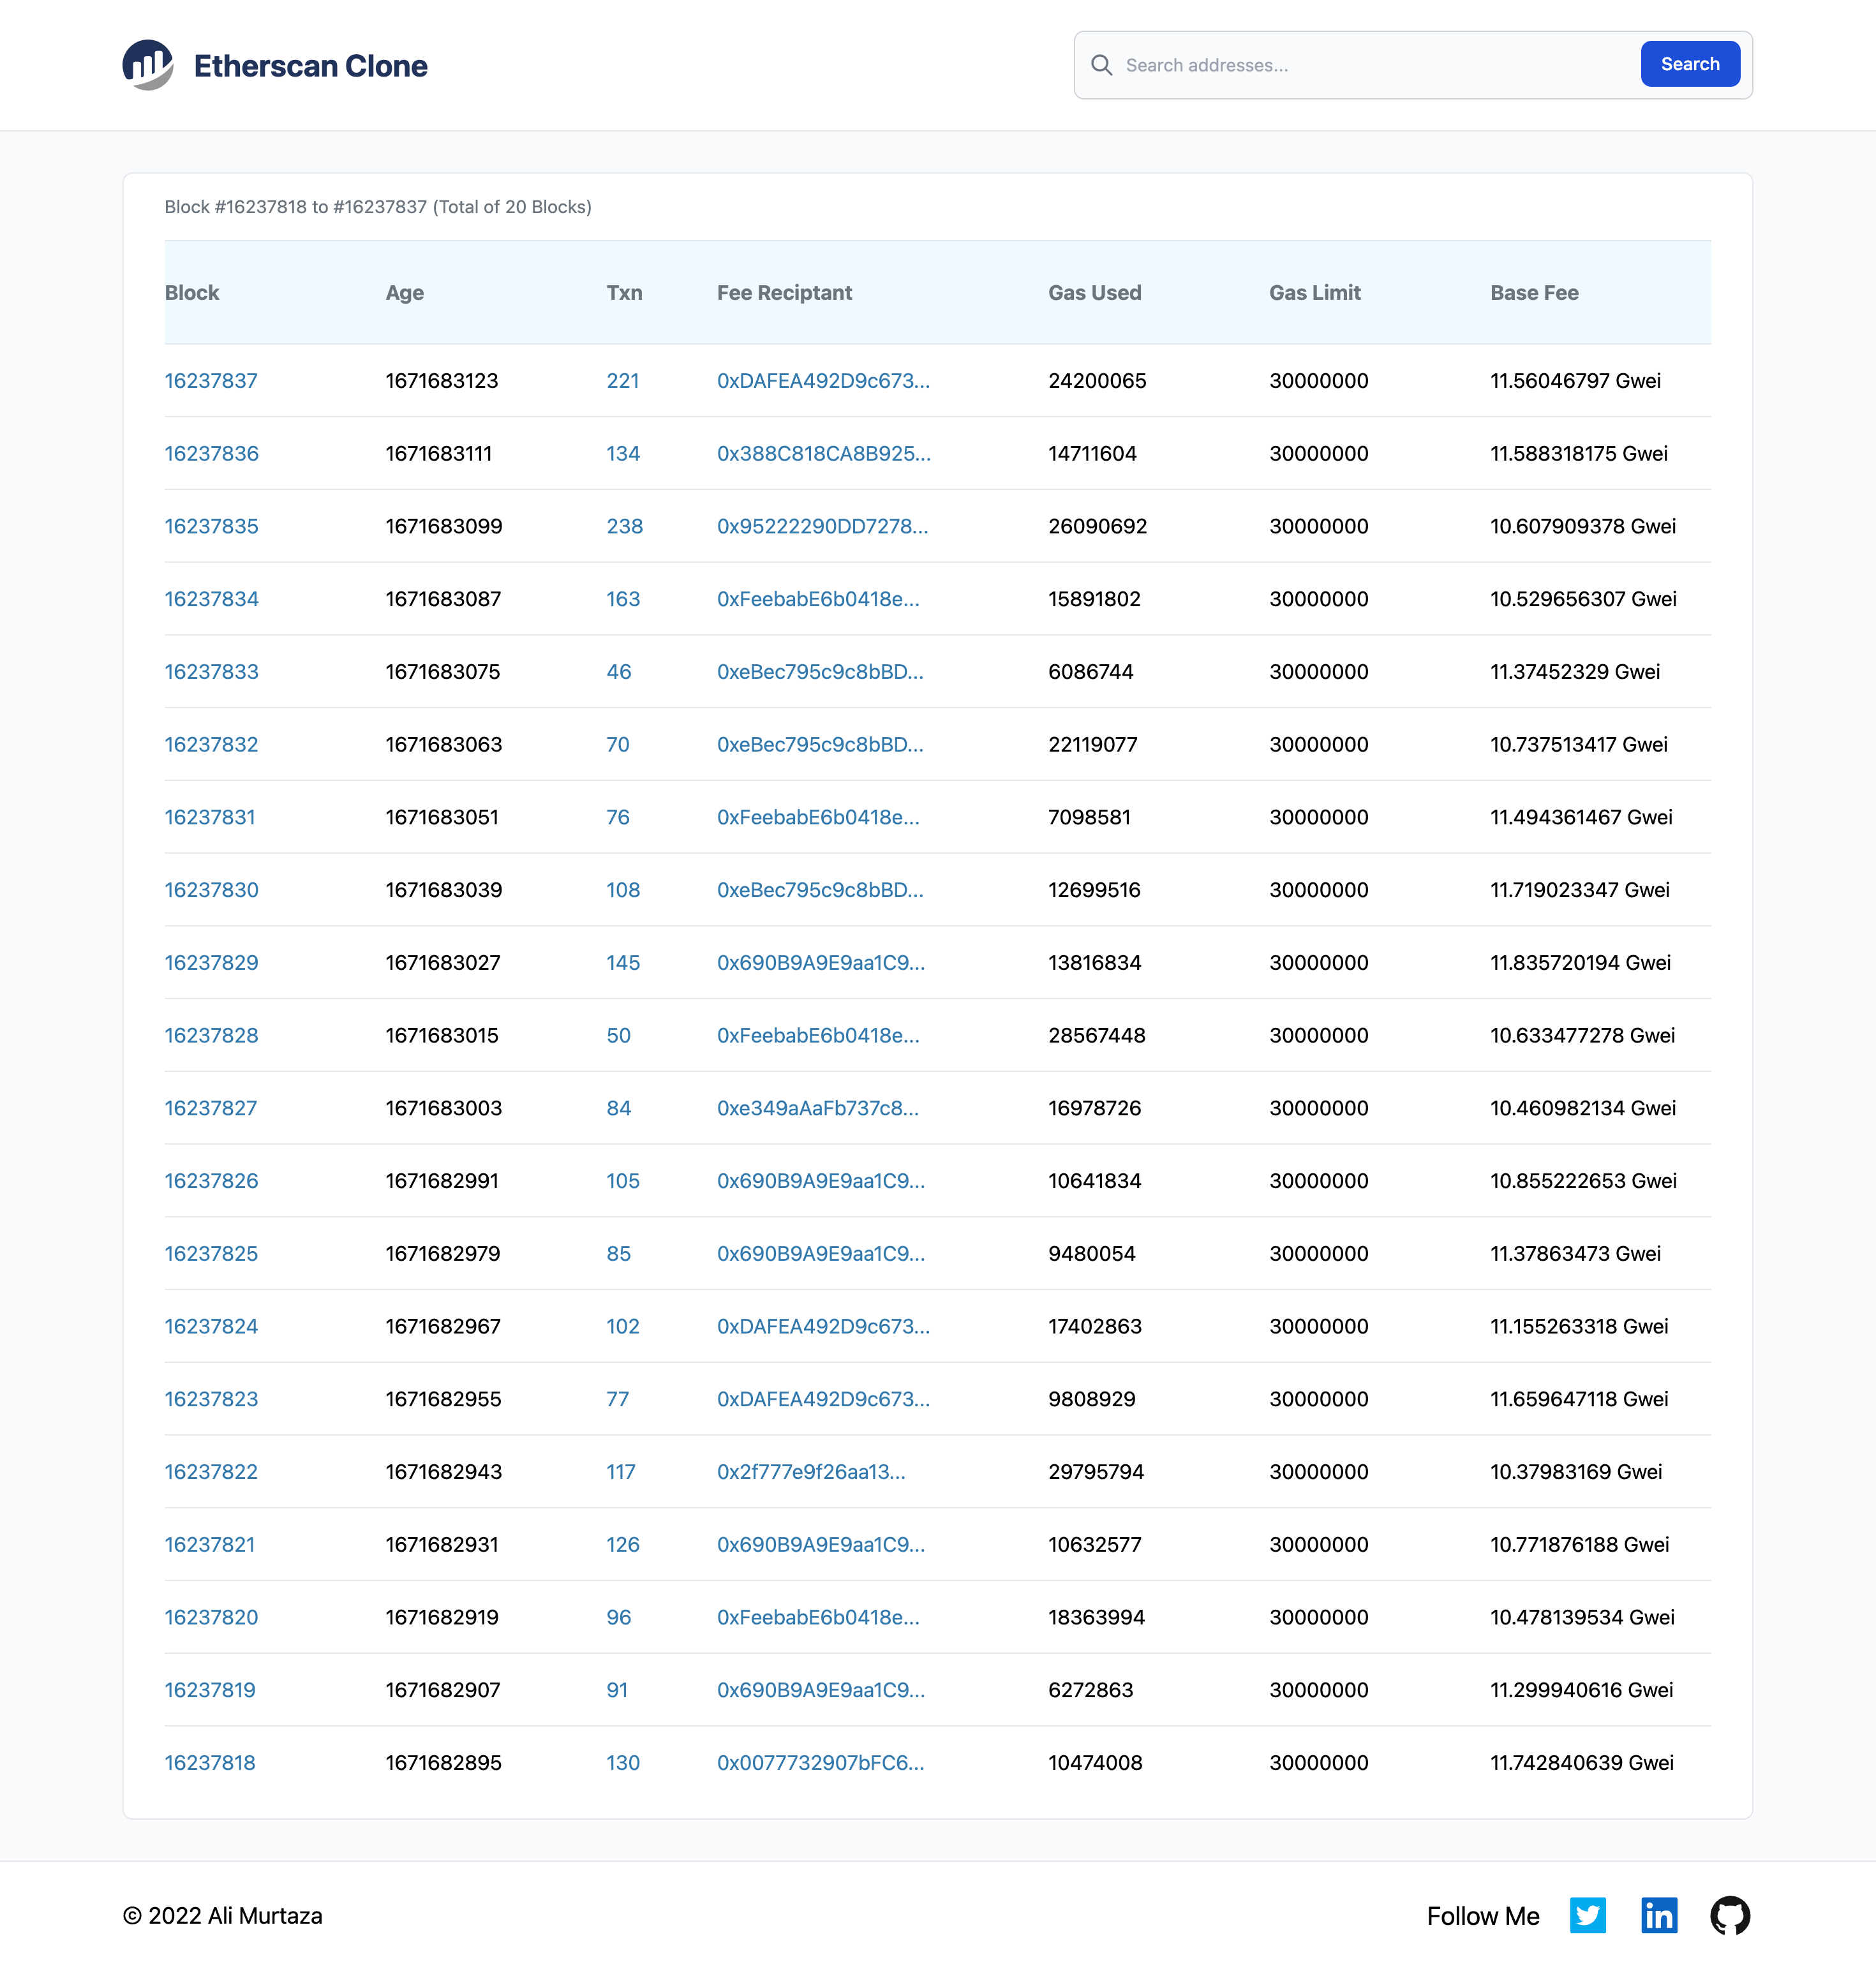 Etherscan Clone
Search addresses...
Search
Block #16237818 to #16237837 (Total of 20 Blocks)
Block Age Txn Fee Reciptant Gas Used Gas Limit Base Fee
16237837 1671683123 221 0xDAFEA492D9c673... 24200065 30000000 11.56046797 Gwei
16237836 1671683111 134 0x388C818CA8B925... 14711604 30000000 11.588318175 Gwei
16237835 1671683099 238 0x95222290DD7278... 26090692 30000000 10.607909378 Gwei
16237834 1671683087 163 0xFeebabE6b0418e... 15891802 30000000 10.529656307 Gwei
16237833 1671683075 46 0xeBec795c9c8bBD... 6086744 30000000 11.37452329 Gwei
16237832 1671683063 70 0xeBec795c9c8bBD... 22119077 30000000 10.737513417 Gwei
16237831 1671683051 76 0xFeebabE6b0418e... 7098581 30000000 11.494361467 Gwei
16237830 1671683039 108 0xeBec795c9c8bBD... 12699516 30000000 11.719023347 Gwei
16237829 1671683027 145 0x690B9A9E9aa1C9... 13816834 30000000 11.835720194 Gwei
16237828 1671683015 50 0xFeebabE6b0418e... 28567448 30000000 10.633477278 Gwei
16237827 1671683003 84 0xe349aAaFb737c8... 16978726 30000000 10.460982134 Gwei
16237826 1671682991 105 0x690B9A9E9aa1C9... 10641834 30000000 10.855222653 Gwei
16237825 1671682979 85 0x690B9A9E9aa1C9... 9480054 30000000 11.37863473 Gwei
16237824 1671682967 102 0xDAFEA492D9c673... 17402863 30000000 11.155263318 Gwei
16237823 1671682955 77 0xDAFEA492D9c673... 9808929 30000000 11.659647118 Gwei
16237822 1671682943 117 0x2f777e9f26aa13... 29795794 30000000 10.37983169 Gwei
16237821 1671682931 126 0x690B9A9E9aa1C9... 10632577 30000000 10.771876188 Gwei
16237820 1671682919 96 0xFeebabE6b0418e... 18363994 30000000 10.478139534 Gwei
16237819 1671682907 91 0x690B9A9E9aa1C9... 6272863 30000000 11.299940616 Gwei
16237818 1671682895 130 0x0077732907bFC6... 10474008 30000000 11.742840639 Gwei
© 2022 Ali Murtaza
Follow Me
in